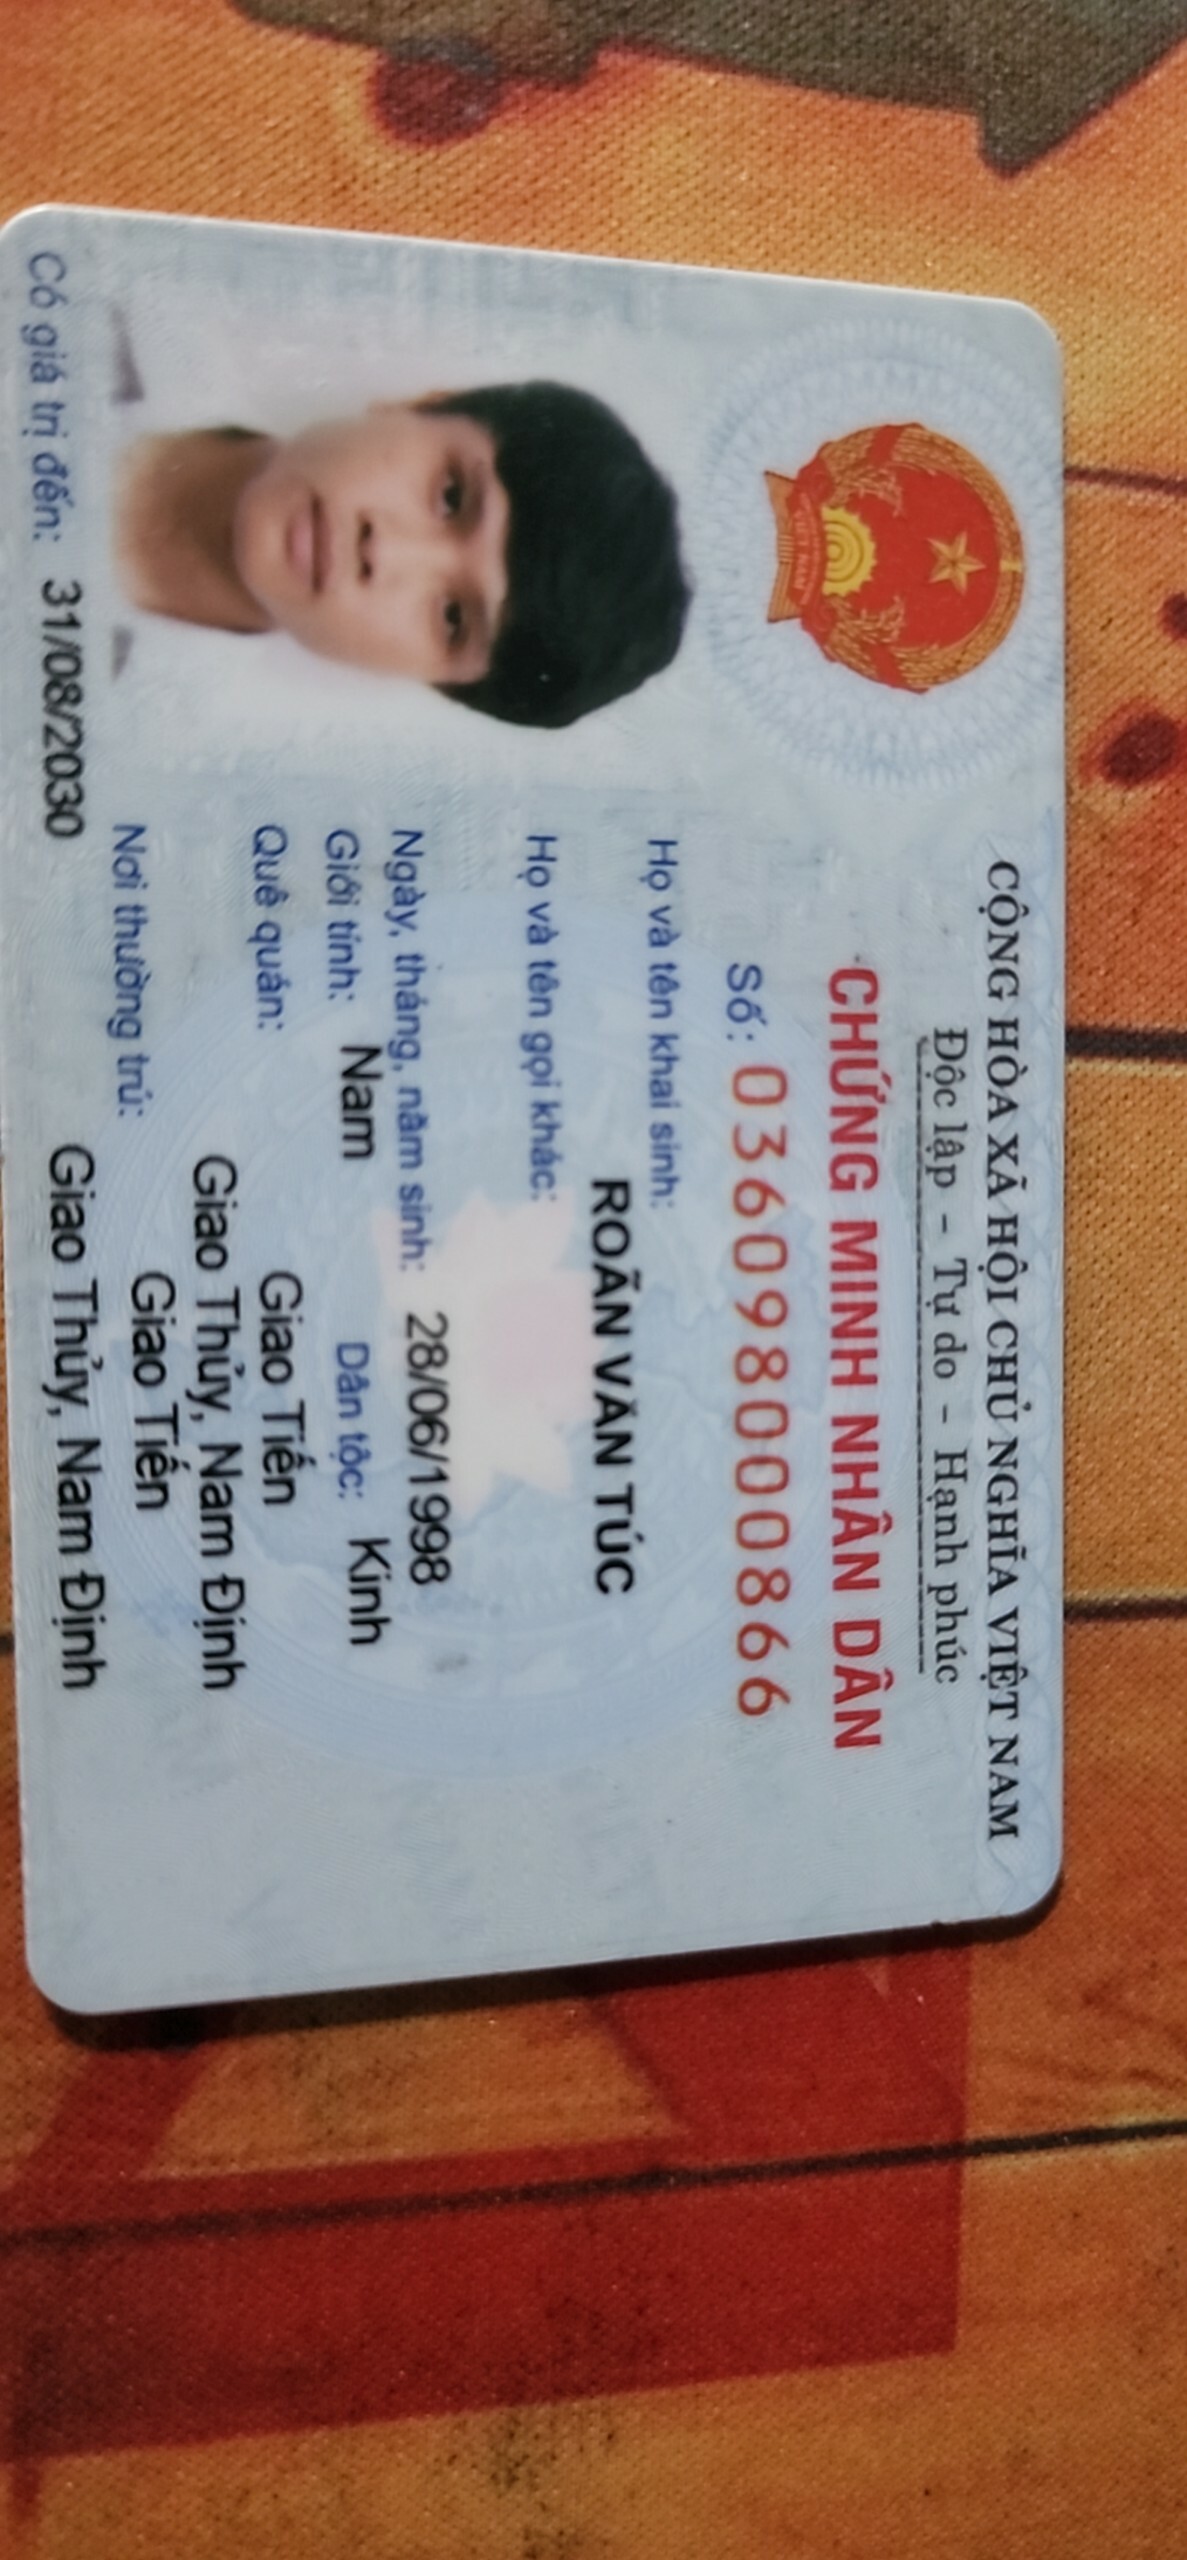 CỘNG HÒA XÃ HỘI CHỦ NGHĨA VIỆT NAM
Độc lập - Tự do - Hạnh phúc
CHỨNG MINH NHÂN DÂN
Số: 036098000866
Họ và tên khai sinh:
ROÃN VĂN TÚC
Họ và tên gọi khác:
Ngày, tháng, năm sinh: 28/06/1998
Giới tính: Nam Dân tộc: Kinh
Quê quán: Giao Tiến
Giao Thủy, Nam Định
Nơi thường trú: Giao Tiến
Giao Thủy, Nam Định
Có giá trị đến: 31/08/2030
VIỆT NAM